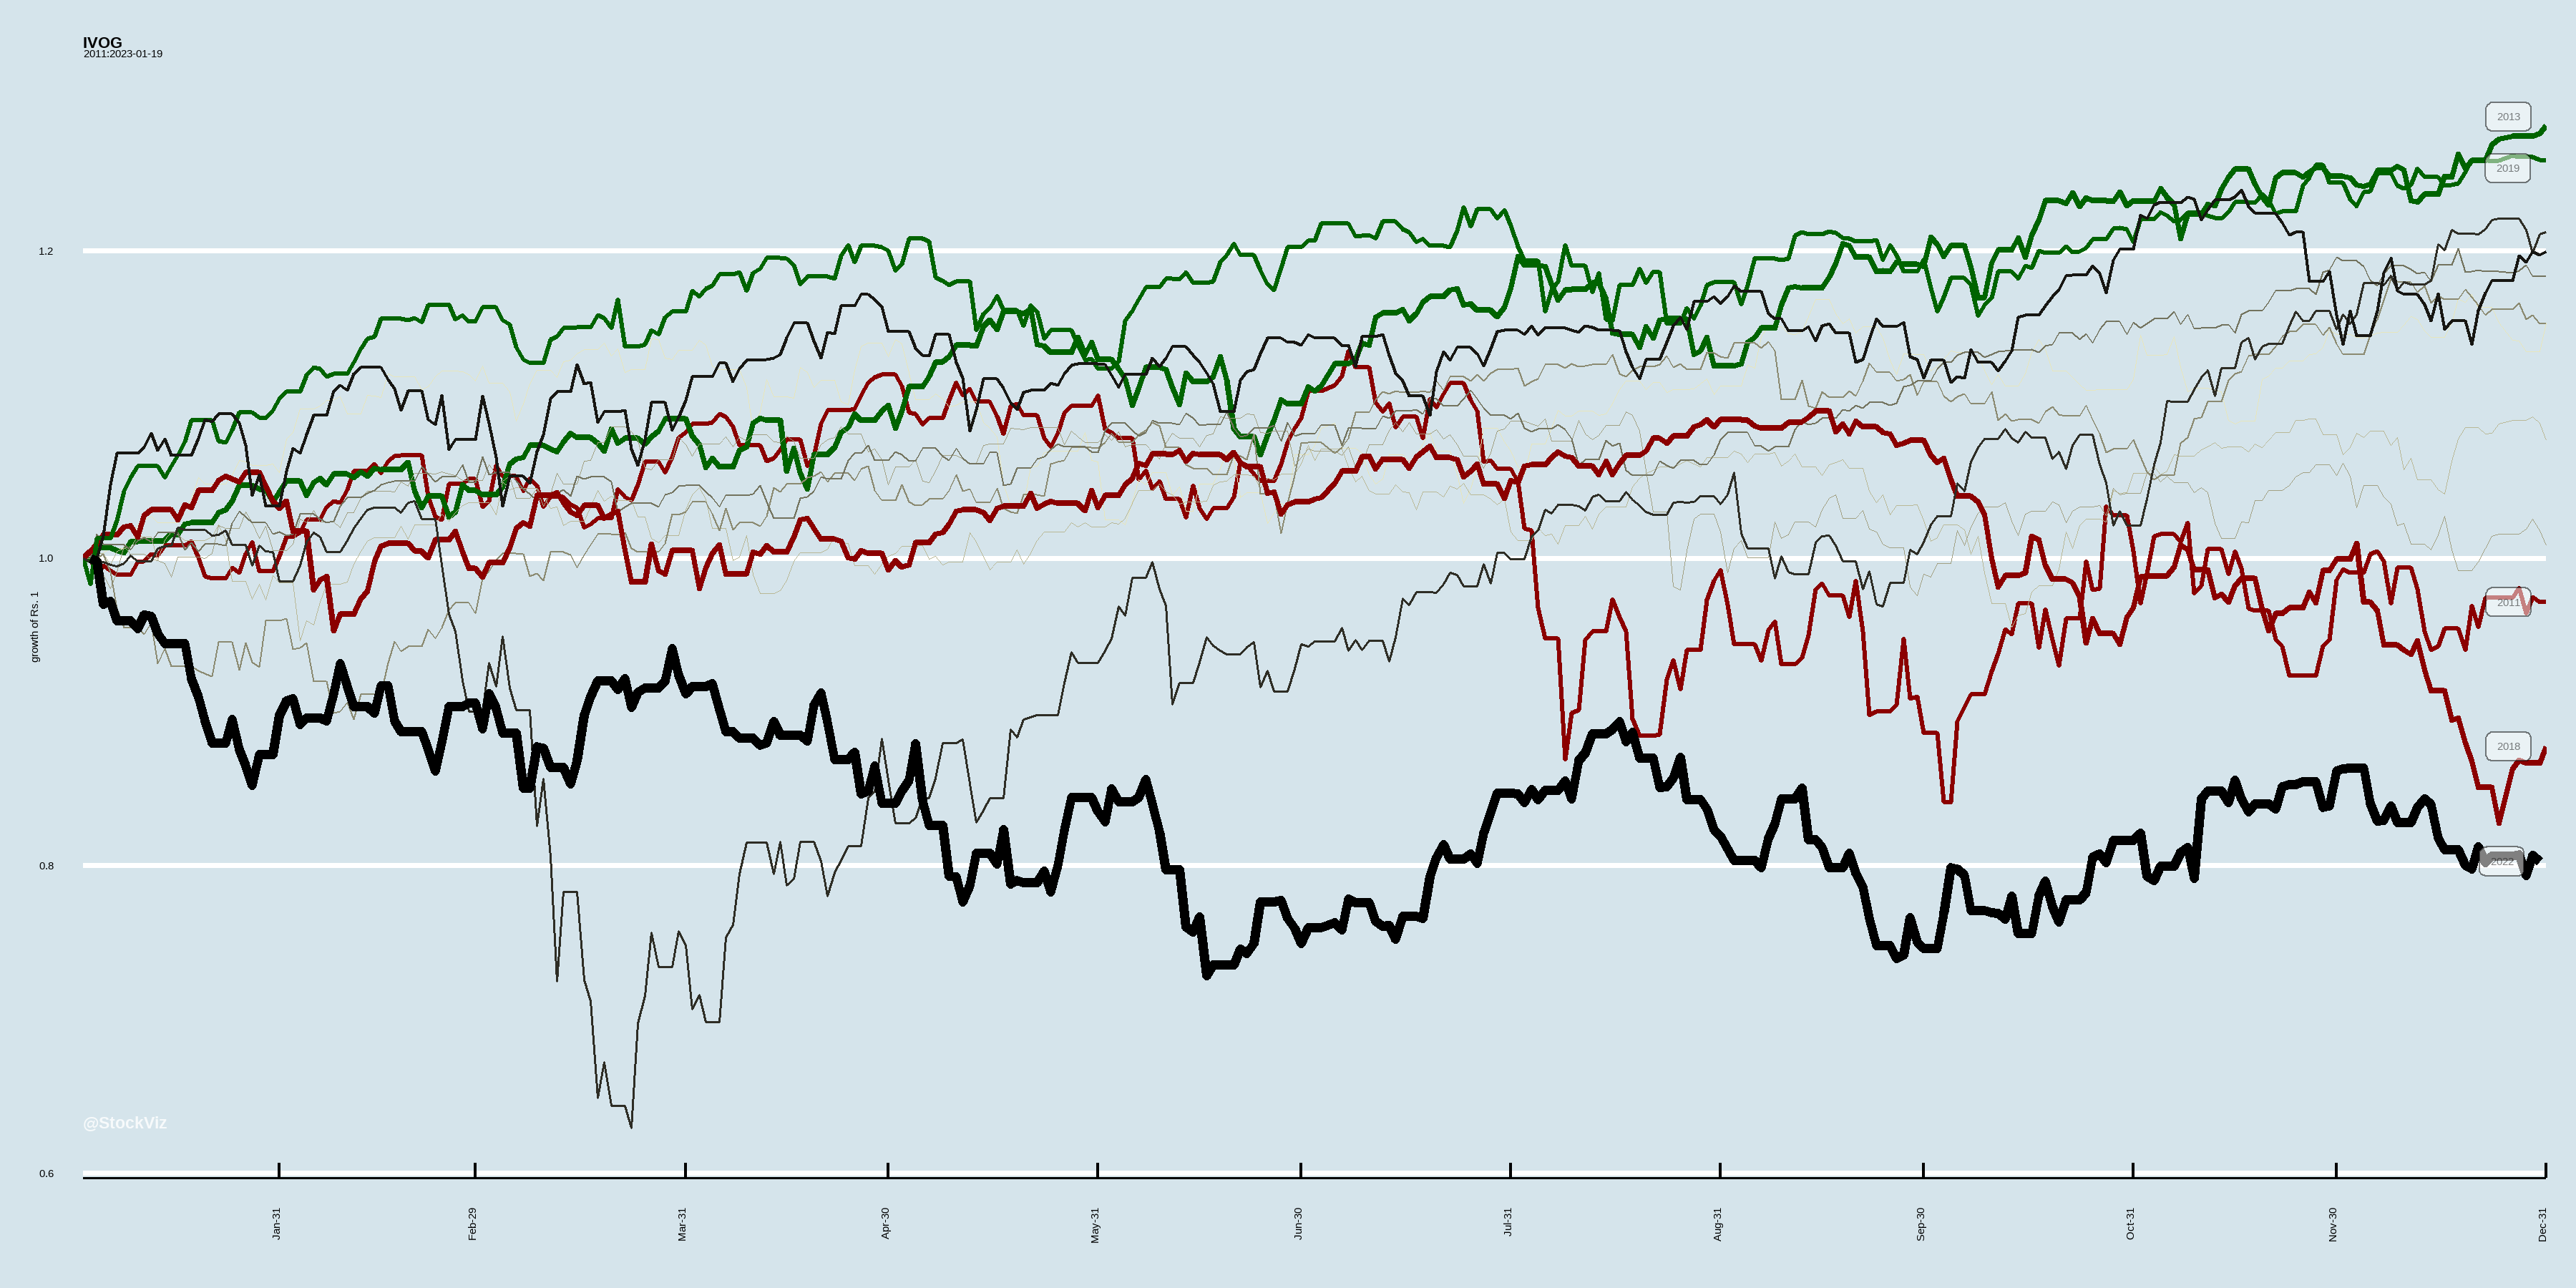 IVOG
2011:2023-01-19
2013
2019
1.2
1.0
growth of Rs. 1
2011
2018
0.8
2022
@StockViz
0.6
Jan-31
Feb-29
Mar-31
Apr-30
May-31
Jun-30
Jul-31
Aug-31
Sep-30
Oct-31
Nov-30
Dec-31